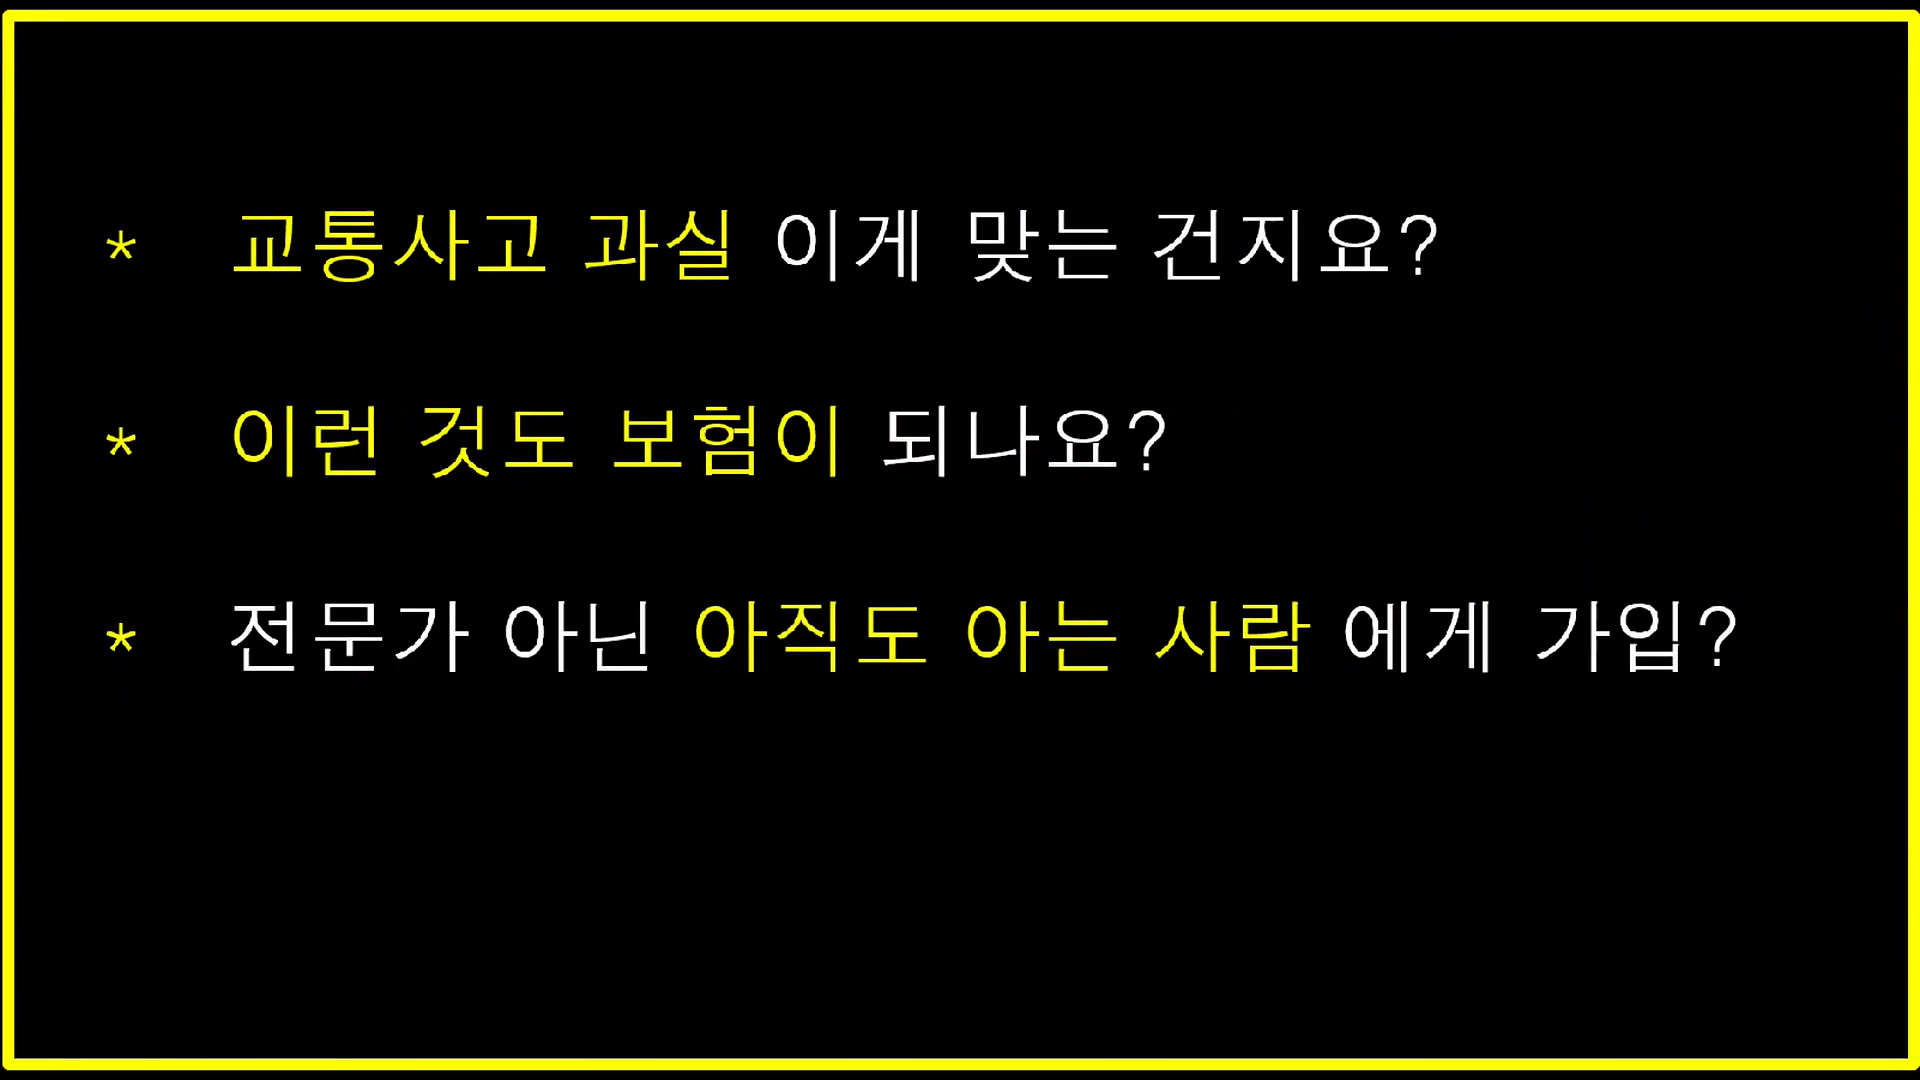 * 교통사고 과실 이게 맞는 건지요?
* 이런 것도 보험이 되나요?
* 전문가 아닌 아직도 아는 사람 에게 가입?